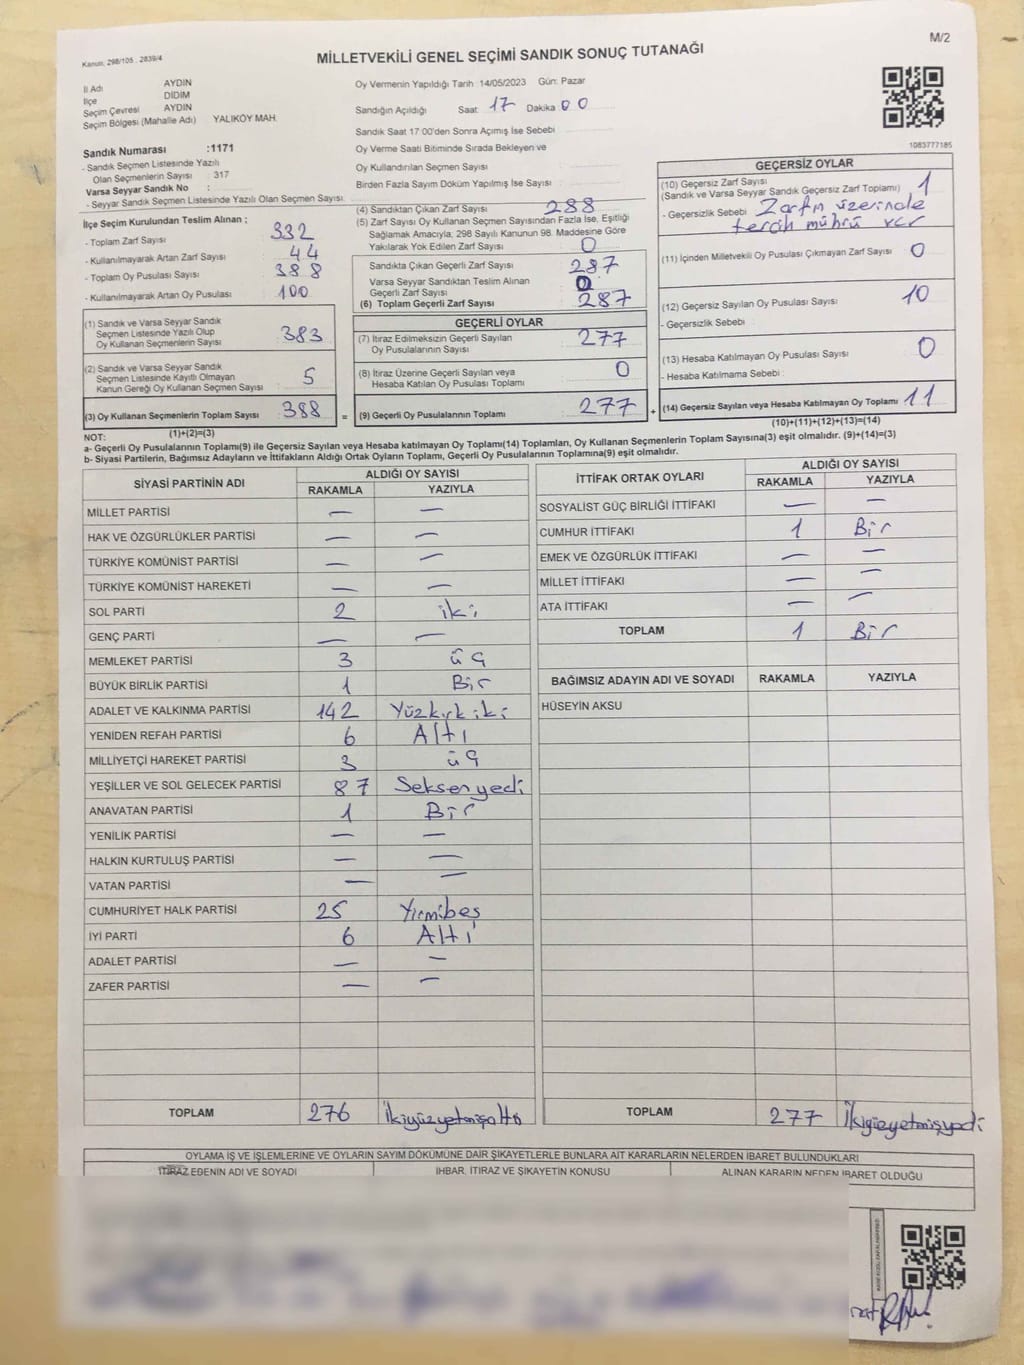 Kanun, 298/105 , 2839/4
MİLLETVEKİLİ GENEL SEÇİMİ SANDIK SONUÇ TUTANAĞI
M/2
İl Adı AYDIN
İlçe DİDİM
Seçim Çevresi AYDIN
Seçim Bölgesi (Mahalle Adı) YALIKÖY MAH.
Sandık Numarası :1171
- Sandık Seçmen Listesinde Yazılı
Olan Seçmenlerin Sayısı : 317
Varsa Seyyar Sandık No :
- Seyyar Sandık Seçmen Listesinde Yazılı Olan Seçmen Sayısı:
Oy Vermenin Yapıldığı Tarih 14/05/2023 Gün: Pazar
Sandığın Açıldığı Saat: 17 Dakika 00
Sandık Saat 17 00'den Sonra Açımış İse Sebebi
Oy Verme Saati Bitiminde Sırada Bekleyen ve
Oy Kullandırılan Seçmen Sayısı :
Birden Fazla Sayım Döküm Yapılmış İse Sayısı :
1083777185
İlçe Seçim Kurulundan Teslim Alınan ;
- Toplam Zarf Sayısı : 332
- Kullanılmayarak Artan Zarf Sayısı : 44
- Toplam Oy Pusulası Sayısı : 388
- Kullanılmayarak Artan Oy Pusulası : 100
(1) Sandık ve Varsa Seyyar Sandık
Seçmen Listesinde Yazılı Olup
Oy Kullanan Seçmenlerin Sayısı 383
(2) Sandık ve Varsa Seyyar Sandık
Seçmen Listesinde Kayıtlı Olmayan
Kanun Gereği Oy Kullanan Seçmen Sayısı 5
(3) Oy Kullanan Seçmenlerin Toplam Sayısı 388 =
(1)+(2)=(3)
(4) Sandıktan Çıkan Zarf Sayısı 288
(5) Zarf Sayısı Oy Kullanan Seçmen Sayısından Fazla İse, Eşitliği
Sağlamak Amacıyla, 298 Sayılı Kanunun 98. Maddesine Göre
Yakılarak Yok Edilen Zarf Sayısı : 0
Sandıkta Çıkan Geçerli Zarf Sayısı 287
Varsa Seyyar Sandıktan Teslim Alınan
Geçerli Zarf Sayısı 0
(6) Toplam Geçerli Zarf Sayısı 287
GEÇERLİ OYLAR
(7) İtiraz Edilmeksizin Geçerli Sayılan
Oy Pusulalarının Sayısı 277
(8) İtiraz Üzerine Geçerli Sayılan veya
Hesaba Katılan Oy Pusulası Toplamı 0
(9) Geçerli Oy Pusulalarının Toplamı 277 +
GEÇERSİZ OYLAR
(10) Geçersiz Zarf Sayısı
(Sandık ve Varsa Seyyar Sandık Geçersiz Zarf Toplamı) 1
- Geçersizlik Sebebi : Zarfın üzerinde
tercih mührü var
(11) İçinden Milletvekili Oy Pusulası Çıkmayan Zarf Sayısı 0
(12) Geçersiz Sayılan Oy Pusulası Sayısı 10
- Geçersizlik Sebebi
(13) Hesaba Katılmayan Oy Pusulası Sayısı 0
- Hesaba Katılmama Sebebi :
(14) Geçersiz Sayılan veya Hesaba Katılmayan Oy Toplamı 11
(10)+(11)+(12)+(13)=(14)
NOT:
a- Geçerli Oy Pusulalarının Toplamı(9) ile Geçersiz Sayılan veya Hesaba katılmayan Oy Toplamı(14) Toplamları, Oy Kullanan Seçmenlerin Toplam Sayısına(3) eşit olmalıdır. (9)+(14)=(3)
b- Siyasi Partilerin, Bağımsız Adayların ve İttifakların Aldığı Ortak Oyların Toplamı, Geçerli Oy Pusulalarının Toplamına(9) eşit olmalıdır.
SİYASİ PARTİNİN ADI ALDIĞI OY SAYISI
RAKAMLA YAZIYLA
MİLLET PARTİSİ — —
HAK VE ÖZGÜRLÜKLER PARTİSİ — —
TÜRKİYE KOMÜNİST PARTİSİ — —
TÜRKİYE KOMÜNİST HAREKETİ — —
SOL PARTİ 2 iki
GENÇ PARTİ — —
MEMLEKET PARTİSİ 3 üç
BÜYÜK BİRLİK PARTİSİ 1 Bir
ADALET VE KALKINMA PARTİSİ 142 Yüzkırkiki
YENİDEN REFAH PARTİSİ 6 Altı
MİLLİYETÇİ HAREKET PARTİSİ 3 üç
YEŞİLLER VE SOL GELECEK PARTİSİ 87 Seksenyedi
ANAVATAN PARTİSİ 1 Bir
YENİLİK PARTİSİ — —
HALKIN KURTULUŞ PARTİSİ — —
VATAN PARTİSİ — —
CUMHURİYET HALK PARTİSİ 25 Yirmibeş
İYİ PARTİ 6 Altı
ADALET PARTİSİ — —
ZAFER PARTİSİ — —
TOPLAM 276 İkiyüzyetmişaltı
İTTİFAK ORTAK OYLARI ALDIĞI OY SAYISI
RAKAMLA YAZIYLA
SOSYALİST GÜÇ BİRLİĞİ İTTİFAKI — —
CUMHUR İTTİFAKI 1 Bir
EMEK VE ÖZGÜRLÜK İTTİFAKI — —
MİLLET İTTİFAKI — —
ATA İTTİFAKI — —
TOPLAM 1 Bir
BAĞIMSIZ ADAYIN ADI VE SOYADI RAKAMLA YAZIYLA
HÜSEYİN AKSU
TOPLAM 277 İkiyüzyetmişyedi
OYLAMA İŞ VE İŞLEMLERİNE VE OYLARIN SAYIM DÖKÜMÜNE DAİR ŞİKAYETLERLE BUNLARA AİT KARARLARIN NELERDEN İBARET BULUNDUKLARI
İTİRAZ EDENİN ADI VE SOYADI İHBAR, İTİRAZ VE ŞİKAYETİN KONUSU ALINAN KARARIN NEDEN İBARET OLDUĞU